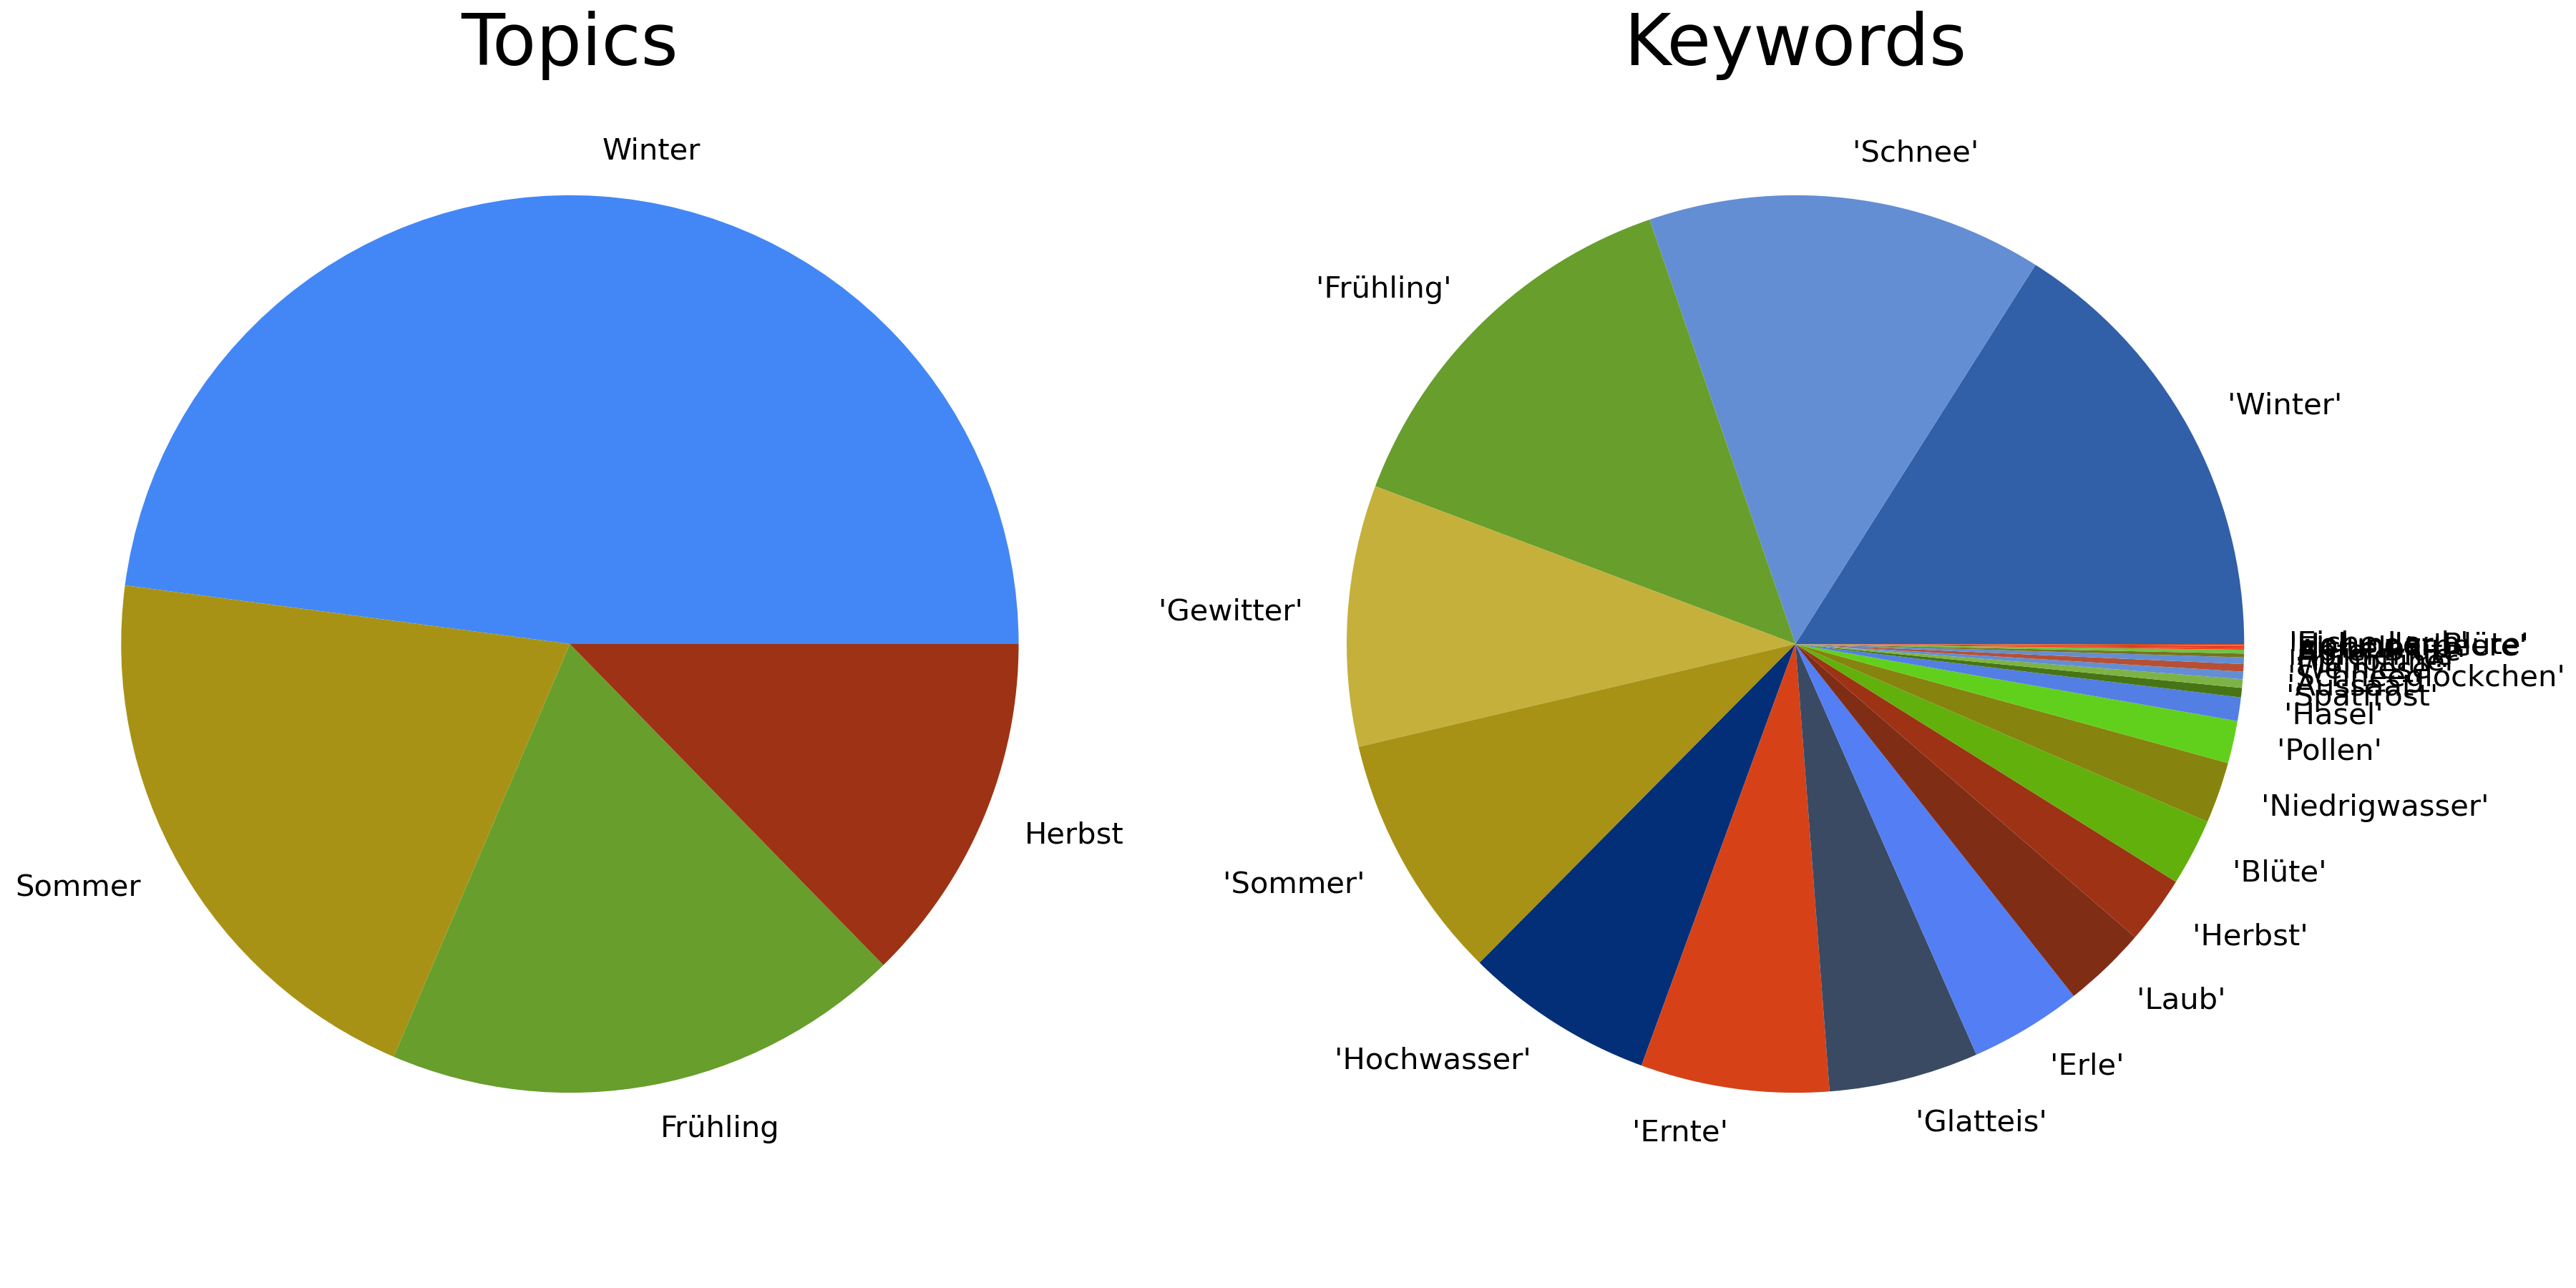 Topics
Keywords
Winter
Sommer
Frühling
Herbst
'Winter'
'Schnee'
'Frühling'
'Gewitter'
'Sommer'
'Hochwasser'
'Ernte'
'Glatteis'
'Erle'
'Laub'
'Herbst'
'Blüte'
'Niedrigwasser'
'Pollen'
'Hasel'
'Spätfrost'
'Aussaat'
'Schneeglöckchen'